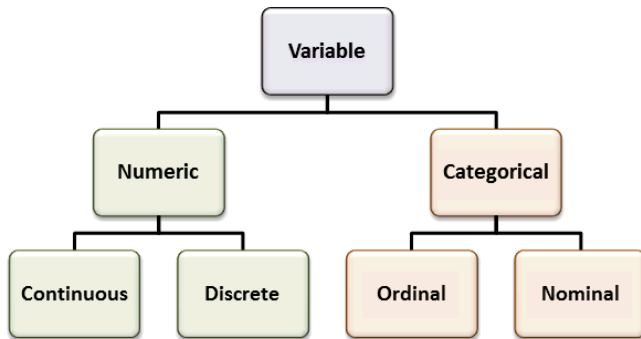 Variable
Numeric
Categorical
Continuous
Discrete
Ordinal
Nominal